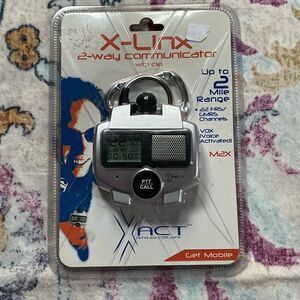 X-Linx
2-way communicator
with clip
Up to
2
Mile
Range
• 22 FRS/
GMRS
Channels
VOX
(Voice
Activated)
M2X
PTT
CALL
XACT
Get Mobile